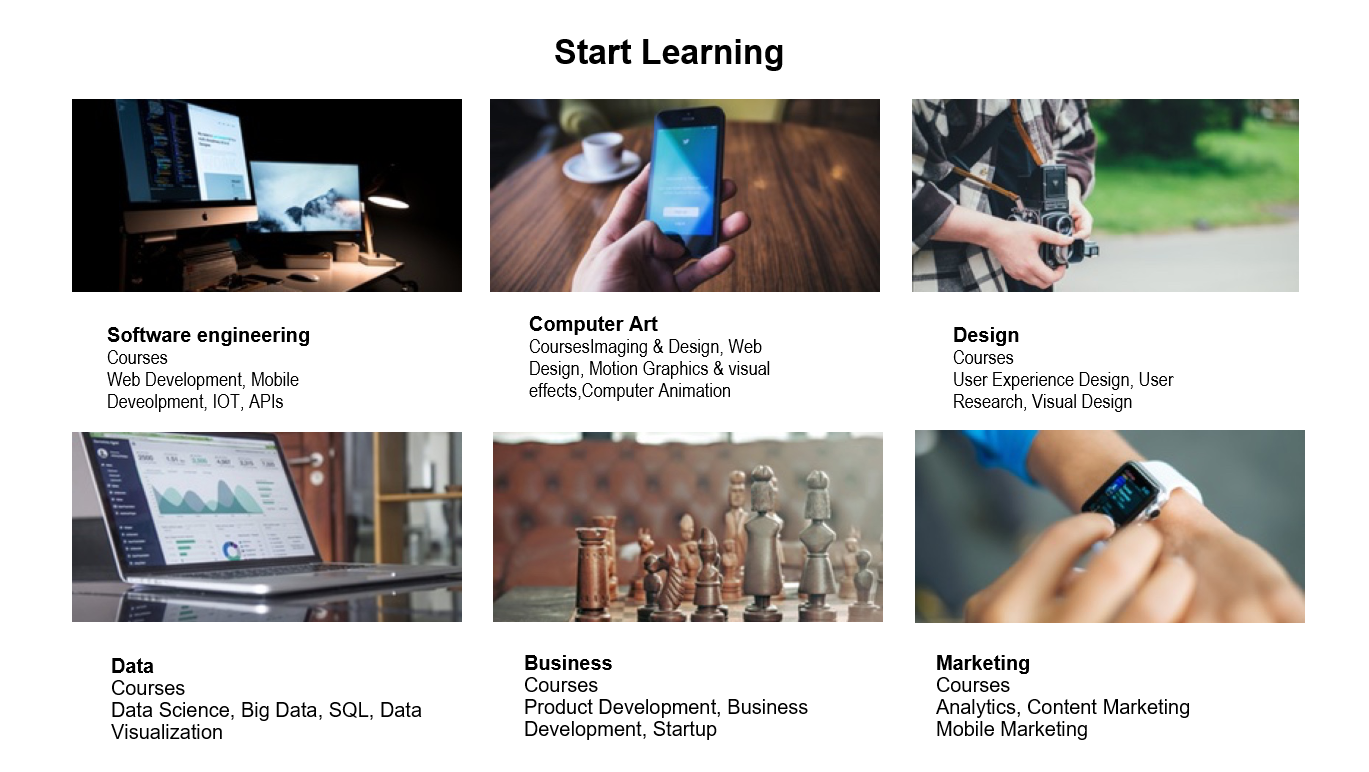 Start Learning
Software engineering
Courses
Web Development, Mobile
Deveolpment, IOT, APIs
Computer Art
CoursesImaging & Design, Web
Design, Motion Graphics & visual
effects,Computer Animation
Design
Courses
User Experience Design, User
Research, Visual Design
Data
Courses
Data Science, Big Data, SQL, Data
Visualization
Business
Courses
Product Development, Business
Development, Startup
Marketing
Courses
Analytics, Content Marketing
Mobile Marketing